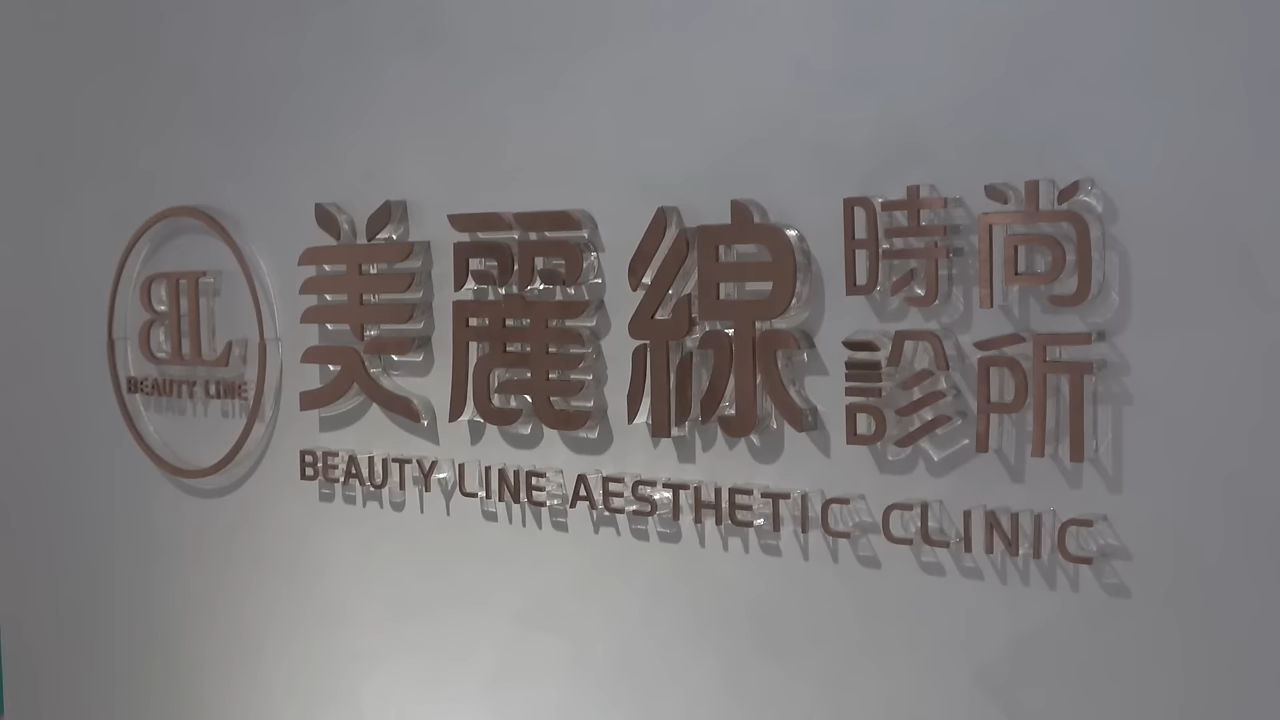 BL
BEAUTY LINE
美麗線
時尚
診所
BEAUTY LINE AESTHETIC CLINIC